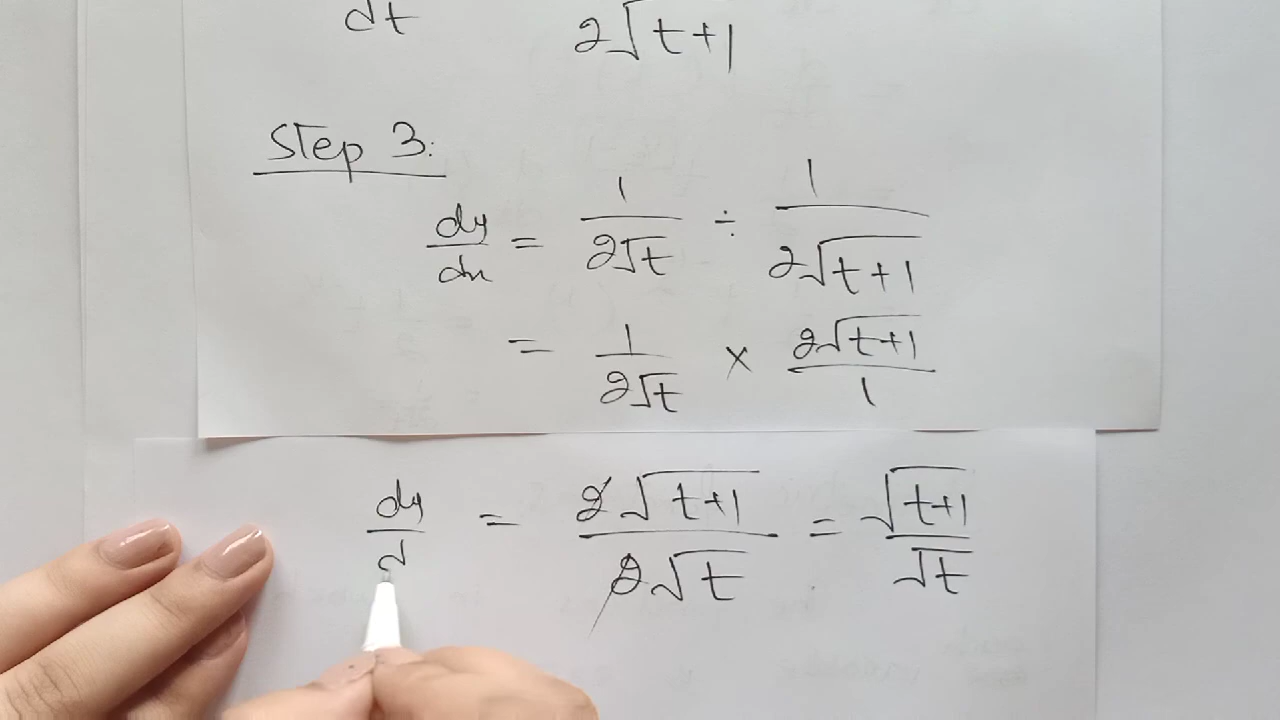 dt 2√t+1
Step 3:
dy/dx = 1/2√t ÷ 1/2√t+1
= 1/2√t × 2√t+1/1
dy/d = 2√t+1/2√t = √t+1/√t